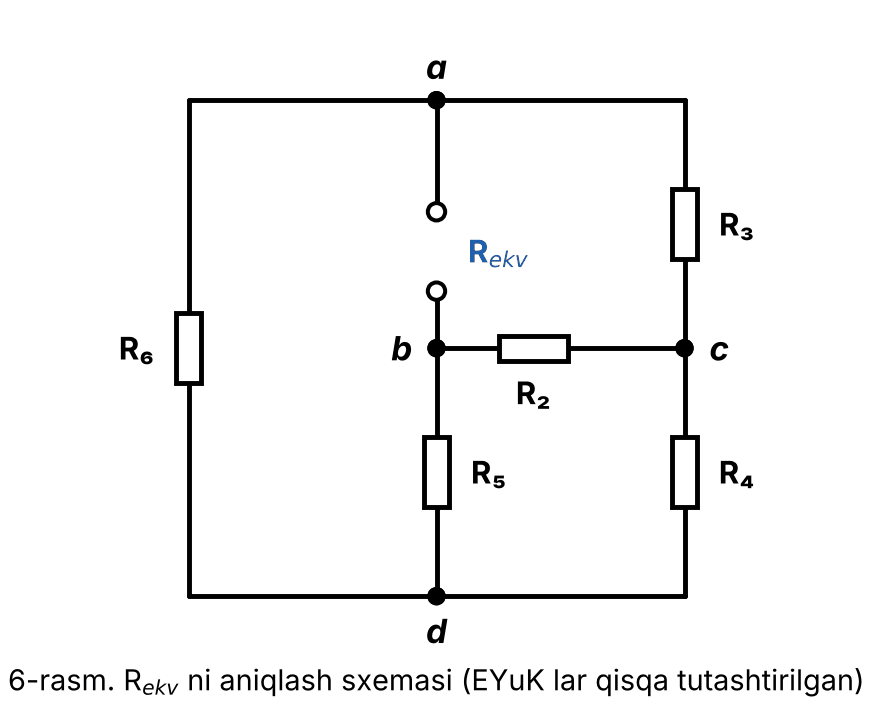 a
R₃
Rₑₖᵥ
R₆
b
c
R₂
R₅
R₄
d
6-rasm. Rₑₖᵥ ni aniqlash sxemasi (EYuK lar qisqa tutashtirilgan)